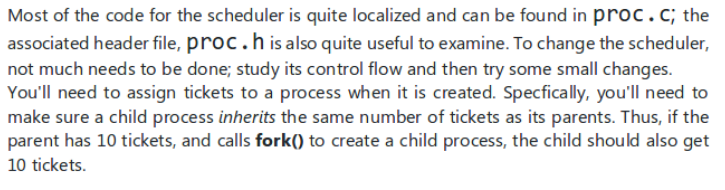 Most of the code for the scheduler is quite localized and can be found in proc.c; the
associated header file, proc.h is also quite useful to examine. To change the scheduler,
not much needs to be done; study its control flow and then try some small changes.
You'll need to assign tickets to a process when it is created. Specfically, you'll need to
make sure a child process inherits the same number of tickets as its parents. Thus, if the
parent has 10 tickets, and calls fork() to create a child process, the child should also get
10 tickets.